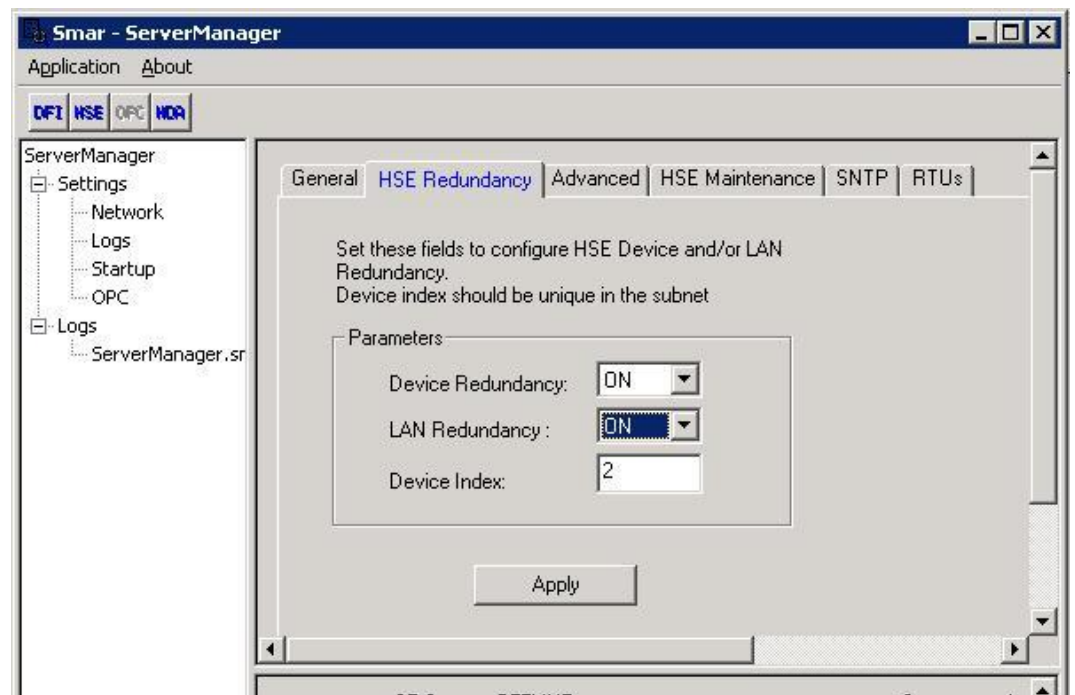 Smar - ServerManager
Application About
DFI HSE OPC HDA
ServerManager
Settings
Network
Logs
Startup
OPC
Logs
ServerManager.sr
General HSE Redundancy Advanced HSE Maintenance SNTP RTUs
Set these fields to configure HSE Device and/or LAN
Redundancy.
Device index should be unique in the subnet
Parameters
Device Redundancy: ON
LAN Redundancy : ON
Device Index: 2
Apply